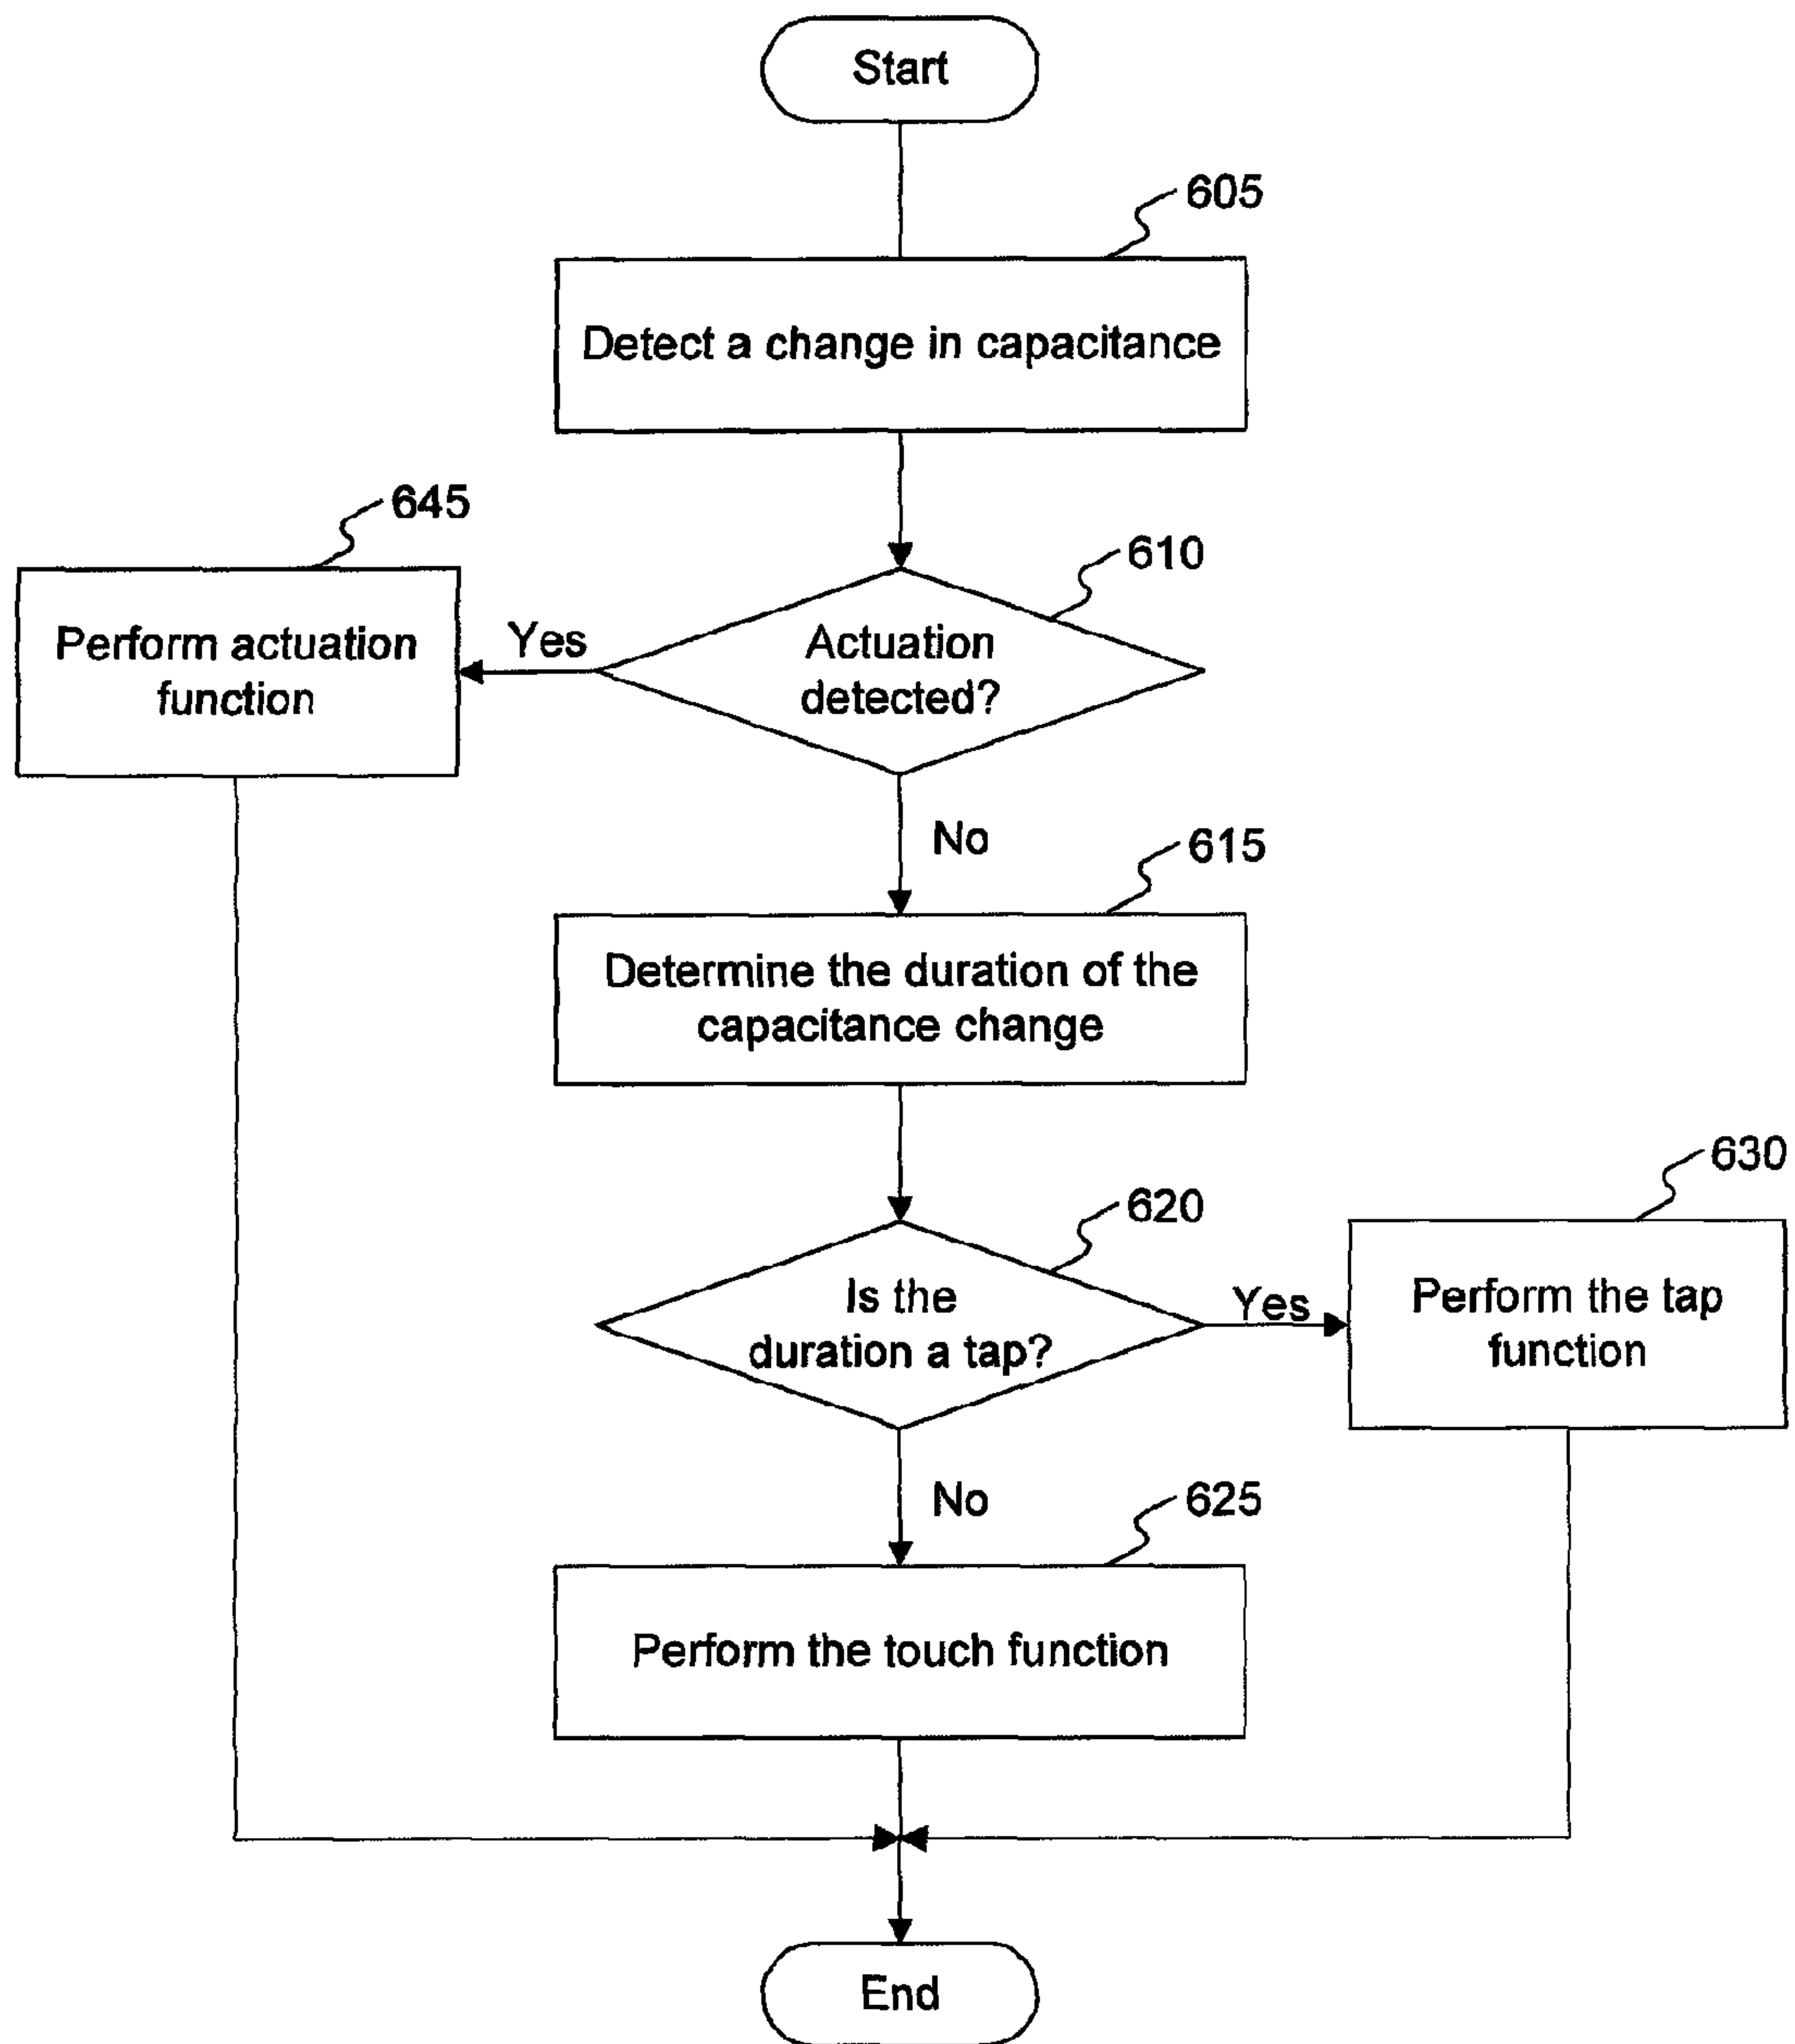 Start
605
Detect a change in capacitance
645
610
Perform actuation
function
Yes
Actuation
detected?
No
615
Determine the duration of the
capacitance change
630
620
Is the
duration a tap?
Yes
Perform the tap
function
No
625
Perform the touch function
End